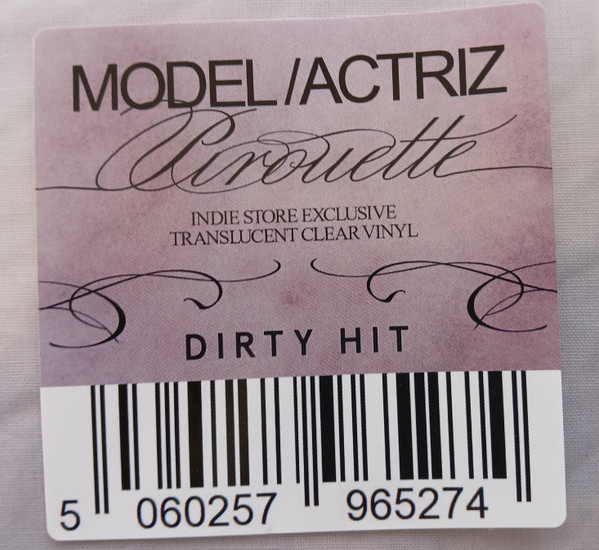 MODEL/ACTRIZ
Pirouette
INDIE STORE EXCLUSIVE
TRANSLUCENT CLEAR VINYL
DIRTY HIT
5 060257 965274